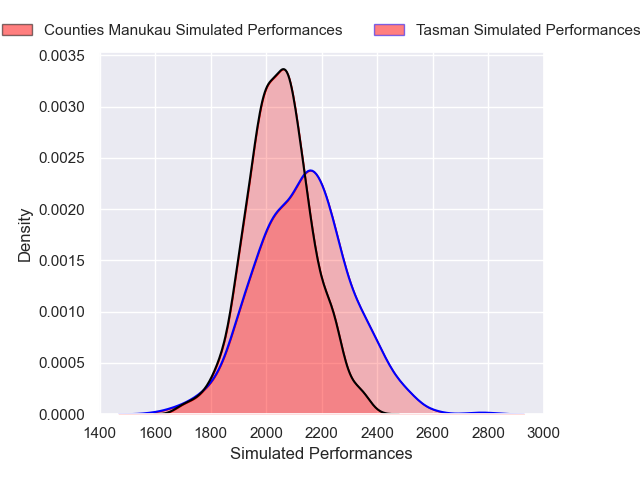 Counties Manukau Simulated Performances
Tasman Simulated Performances
0.0035
0.0030
0.0025
0.0020
0.0015
0.0010
0.0005
0.0000
Density
1400 1600 1800 2000 2200 2400 2600 2800 3000
Simulated Performances